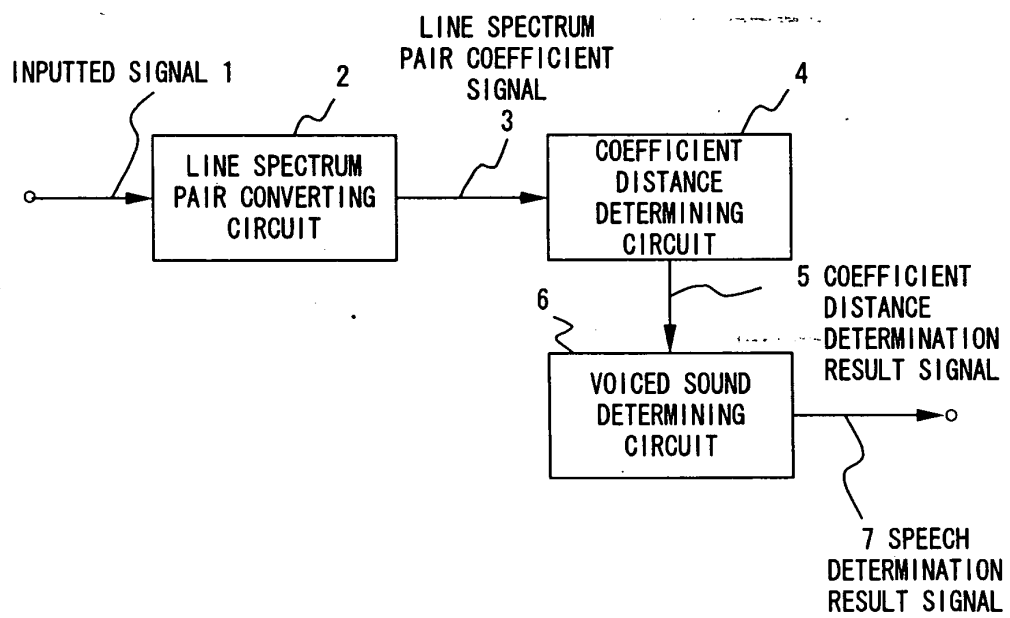 INPUTTED SIGNAL 1
2
LINE SPECTRUM
PAIR CONVERTING
CIRCUIT
LINE SPECTRUM
PAIR COEFFICIENT
SIGNAL
3
4
COEFFICIENT
DISTANCE
DETERMINING
CIRCUIT
5 COEFFICIENT
DISTANCE
DETERMINATION
RESULT SIGNAL
6
VOICED SOUND
DETERMINING
CIRCUIT
7 SPEECH
DETERMINATION
RESULT SIGNAL